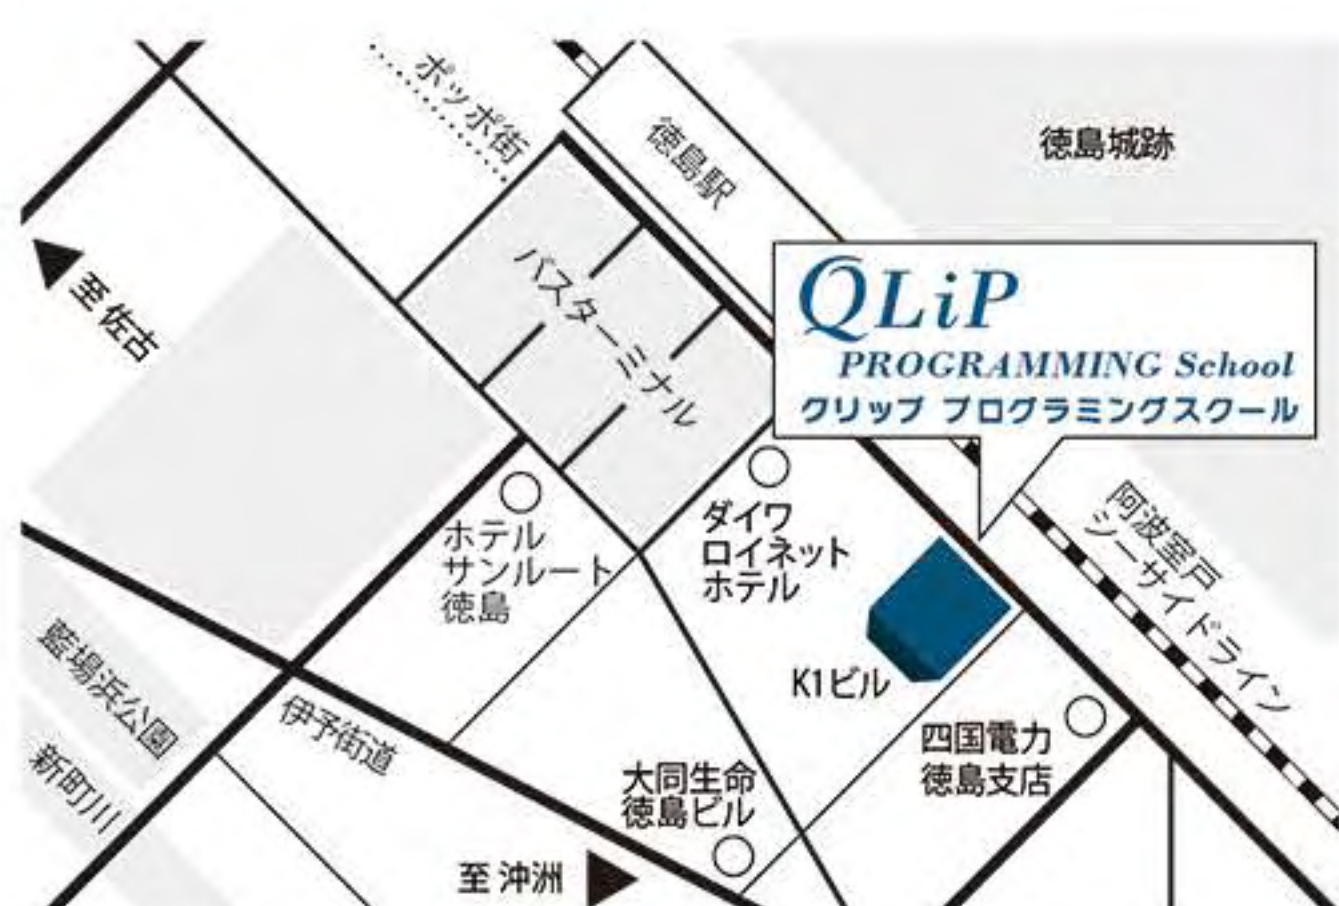 ポッポ街
徳島駅
徳島城跡
至 佐古
バスターミナル
QLiP
PROGRAMMING School
クリップ プログラミングスクール
ホテル
サンルート
徳島
ダイワ
ロイネット
ホテル
阿波室戸
シーサイドライン
K1ビル
藍場浜公園
新町川
伊予街道
四国電力
徳島支店
大同生命
徳島ビル
至 沖洲